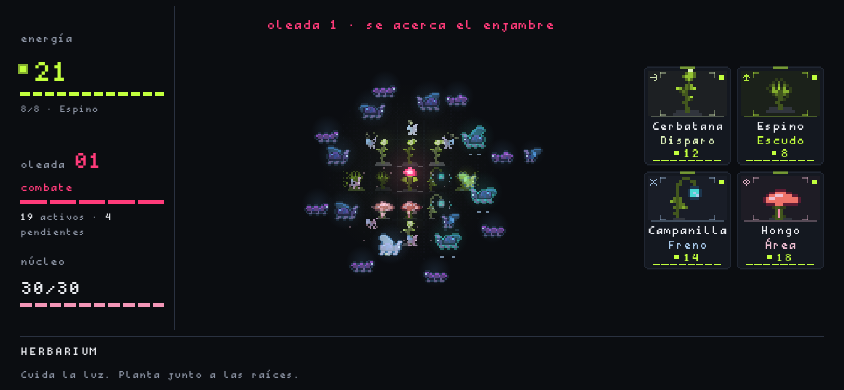 oleada 1 · se acerca el enjambre
energía
21
8/8 · Espino
oleada 01
combate
19 activos · 4
pendientes
núcleo
30/30
Cerbatana
Disparo
12
Espino
Escudo
8
Campanilla
Freno
14
Hongo
Área
18
HERBARIUM
Cuida la luz. Planta junto a las raíces.